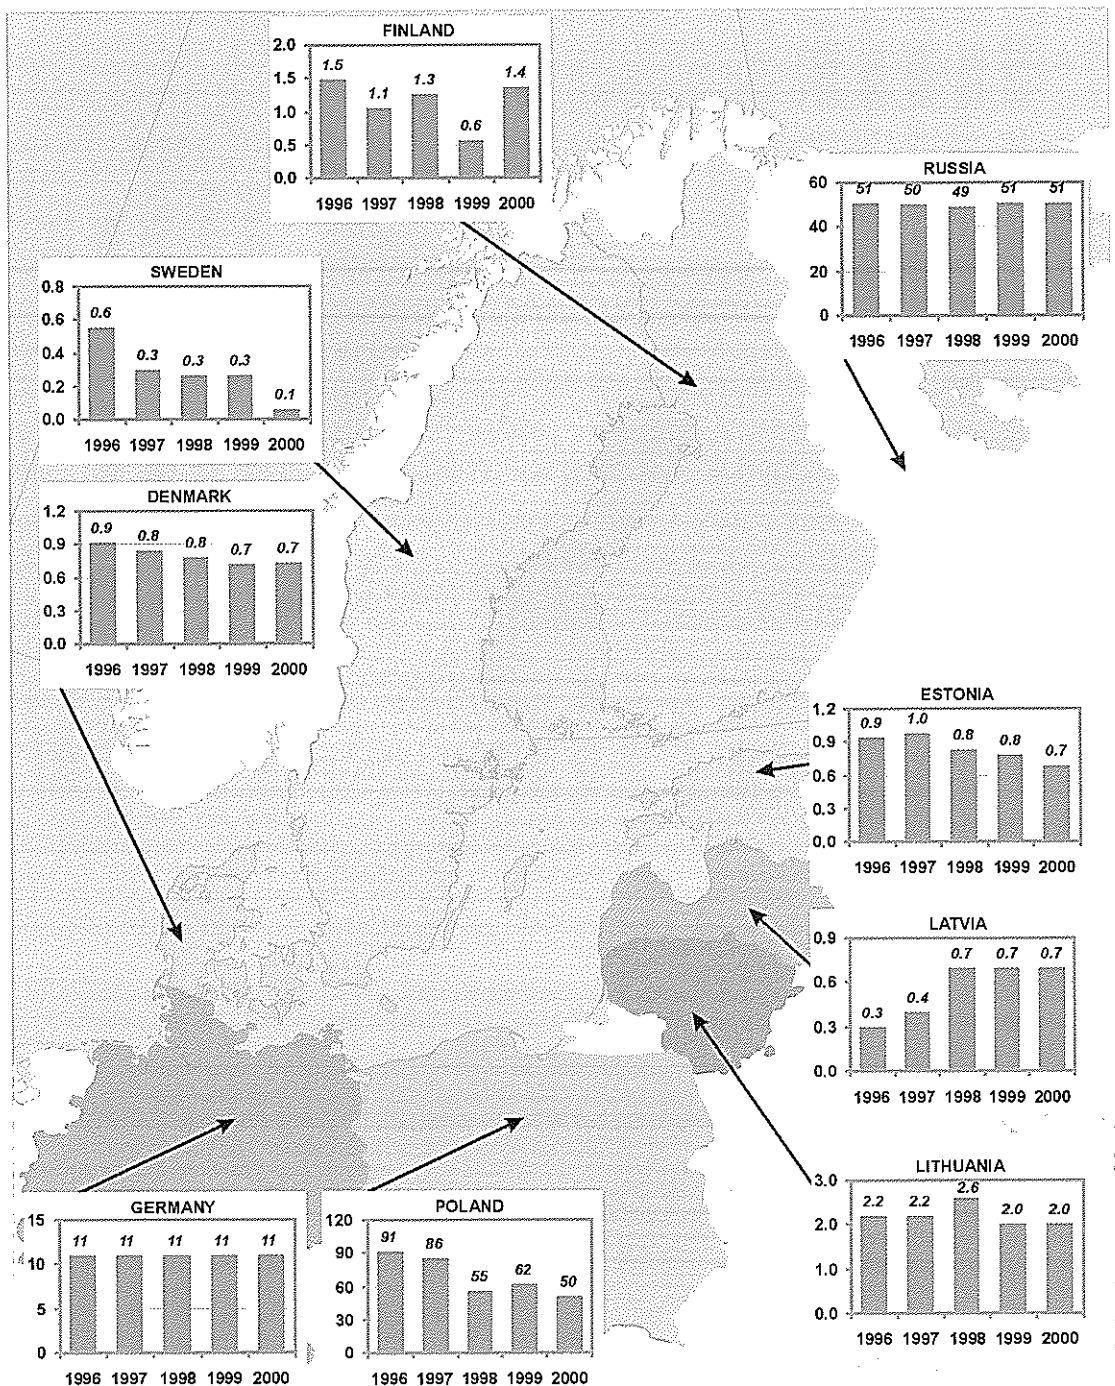 FINLAND
2.0
1.5
1.0
0.5
0.0
1.5 1.1 1.3 0.6 1.4
1996 1997 1998 1999 2000
RUSSIA
60
40
20
0
51 50 49 51 51
1996 1997 1998 1999 2000
SWEDEN
0.8
0.6
0.4
0.2
0.0
0.6 0.3 0.3 0.3 0.1
1996 1997 1998 1999 2000
DENMARK
1.2
0.9
0.6
0.3
0.0
0.9 0.8 0.8 0.7 0.7
1996 1997 1998 1999 2000
ESTONIA
1.2
0.9
0.6
0.3
0.0
0.9 1.0 0.8 0.8 0.7
1996 1997 1998 1999 2000
LATVIA
0.9
0.6
0.3
0.0
0.3 0.4 0.7 0.7 0.7
1996 1997 1998 1999 2000
LITHUANIA
3.0
2.0
1.0
0.0
2.2 2.2 2.6 2.0 2.0
1996 1997 1998 1999 2000
GERMANY
15
10
5
0
11 11 11 11 11
1996 1997 1998 1999 2000
POLAND
120
90
60
30
0
91 86 55 62 50
1996 1997 1998 1999 2000